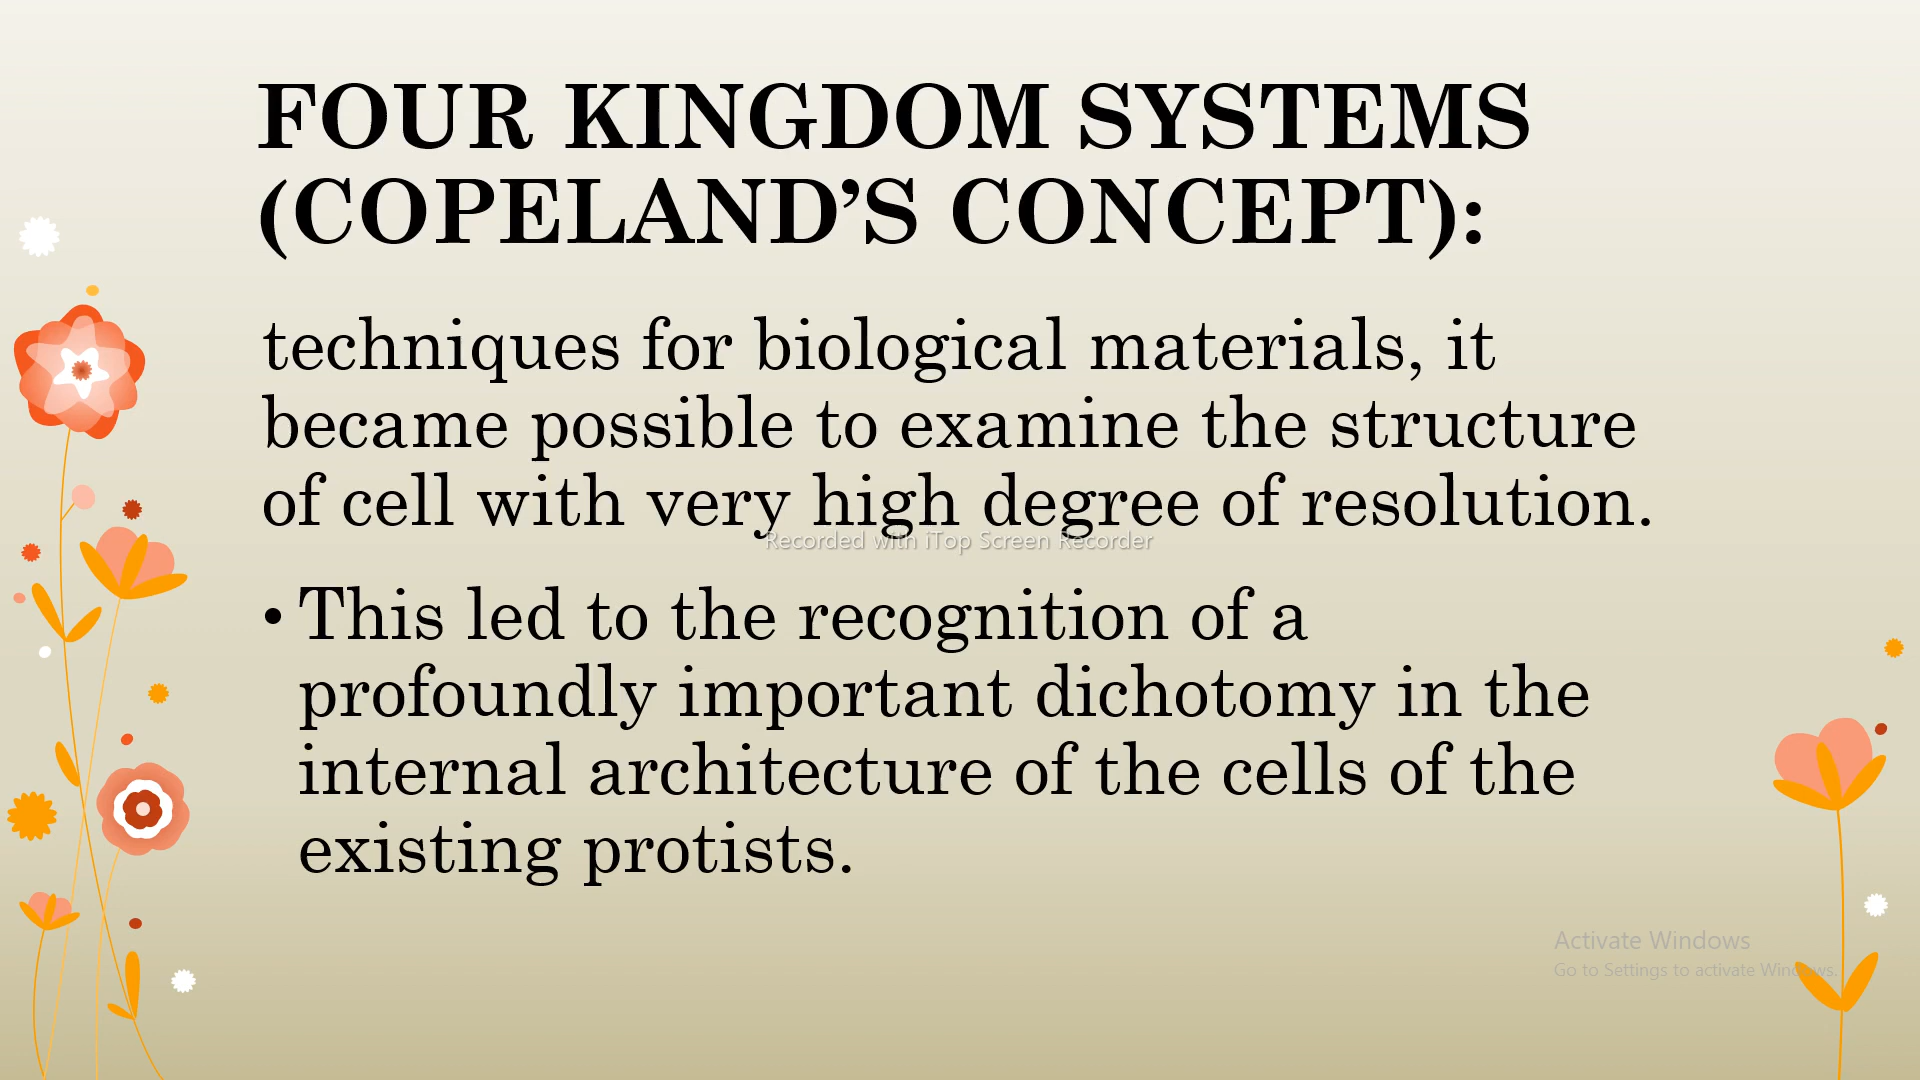 FOUR KINGDOM SYSTEMS
(COPELAND’S CONCEPT):
techniques for biological materials, it
became possible to examine the structure
of cell with very high degree of resolution.
Recorded with iTop Screen Recorder
• This led to the recognition of a
profoundly important dichotomy in the
internal architecture of the cells of the
existing protists.
Activate Windows
Go to Settings to activate Windows.